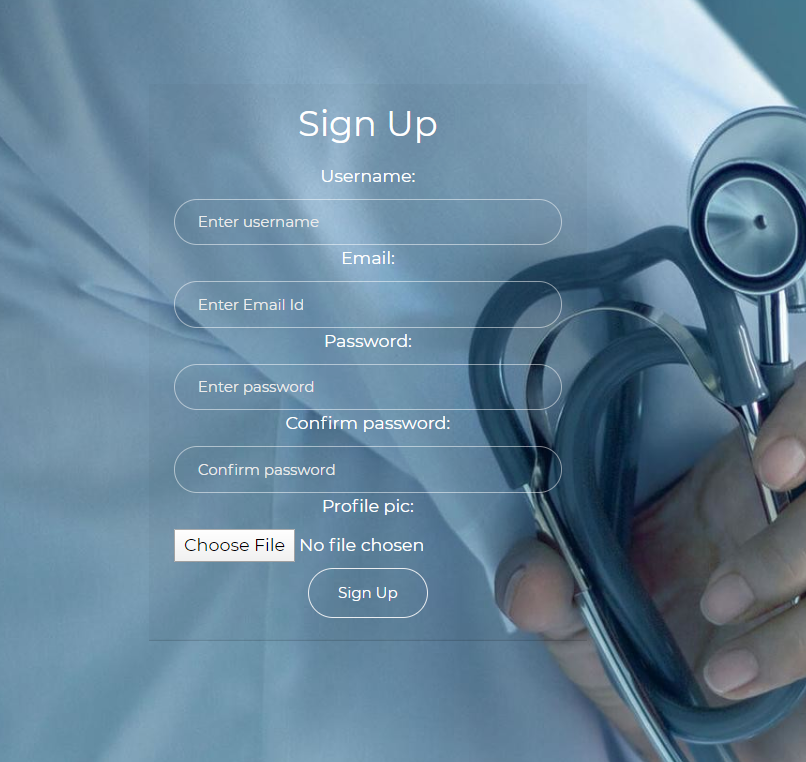 Sign Up
Username:
Enter username
Email:
Enter Email Id
Password:
Enter password
Confirm password:
Confirm password
Profile pic:
Choose File No file chosen
Sign Up